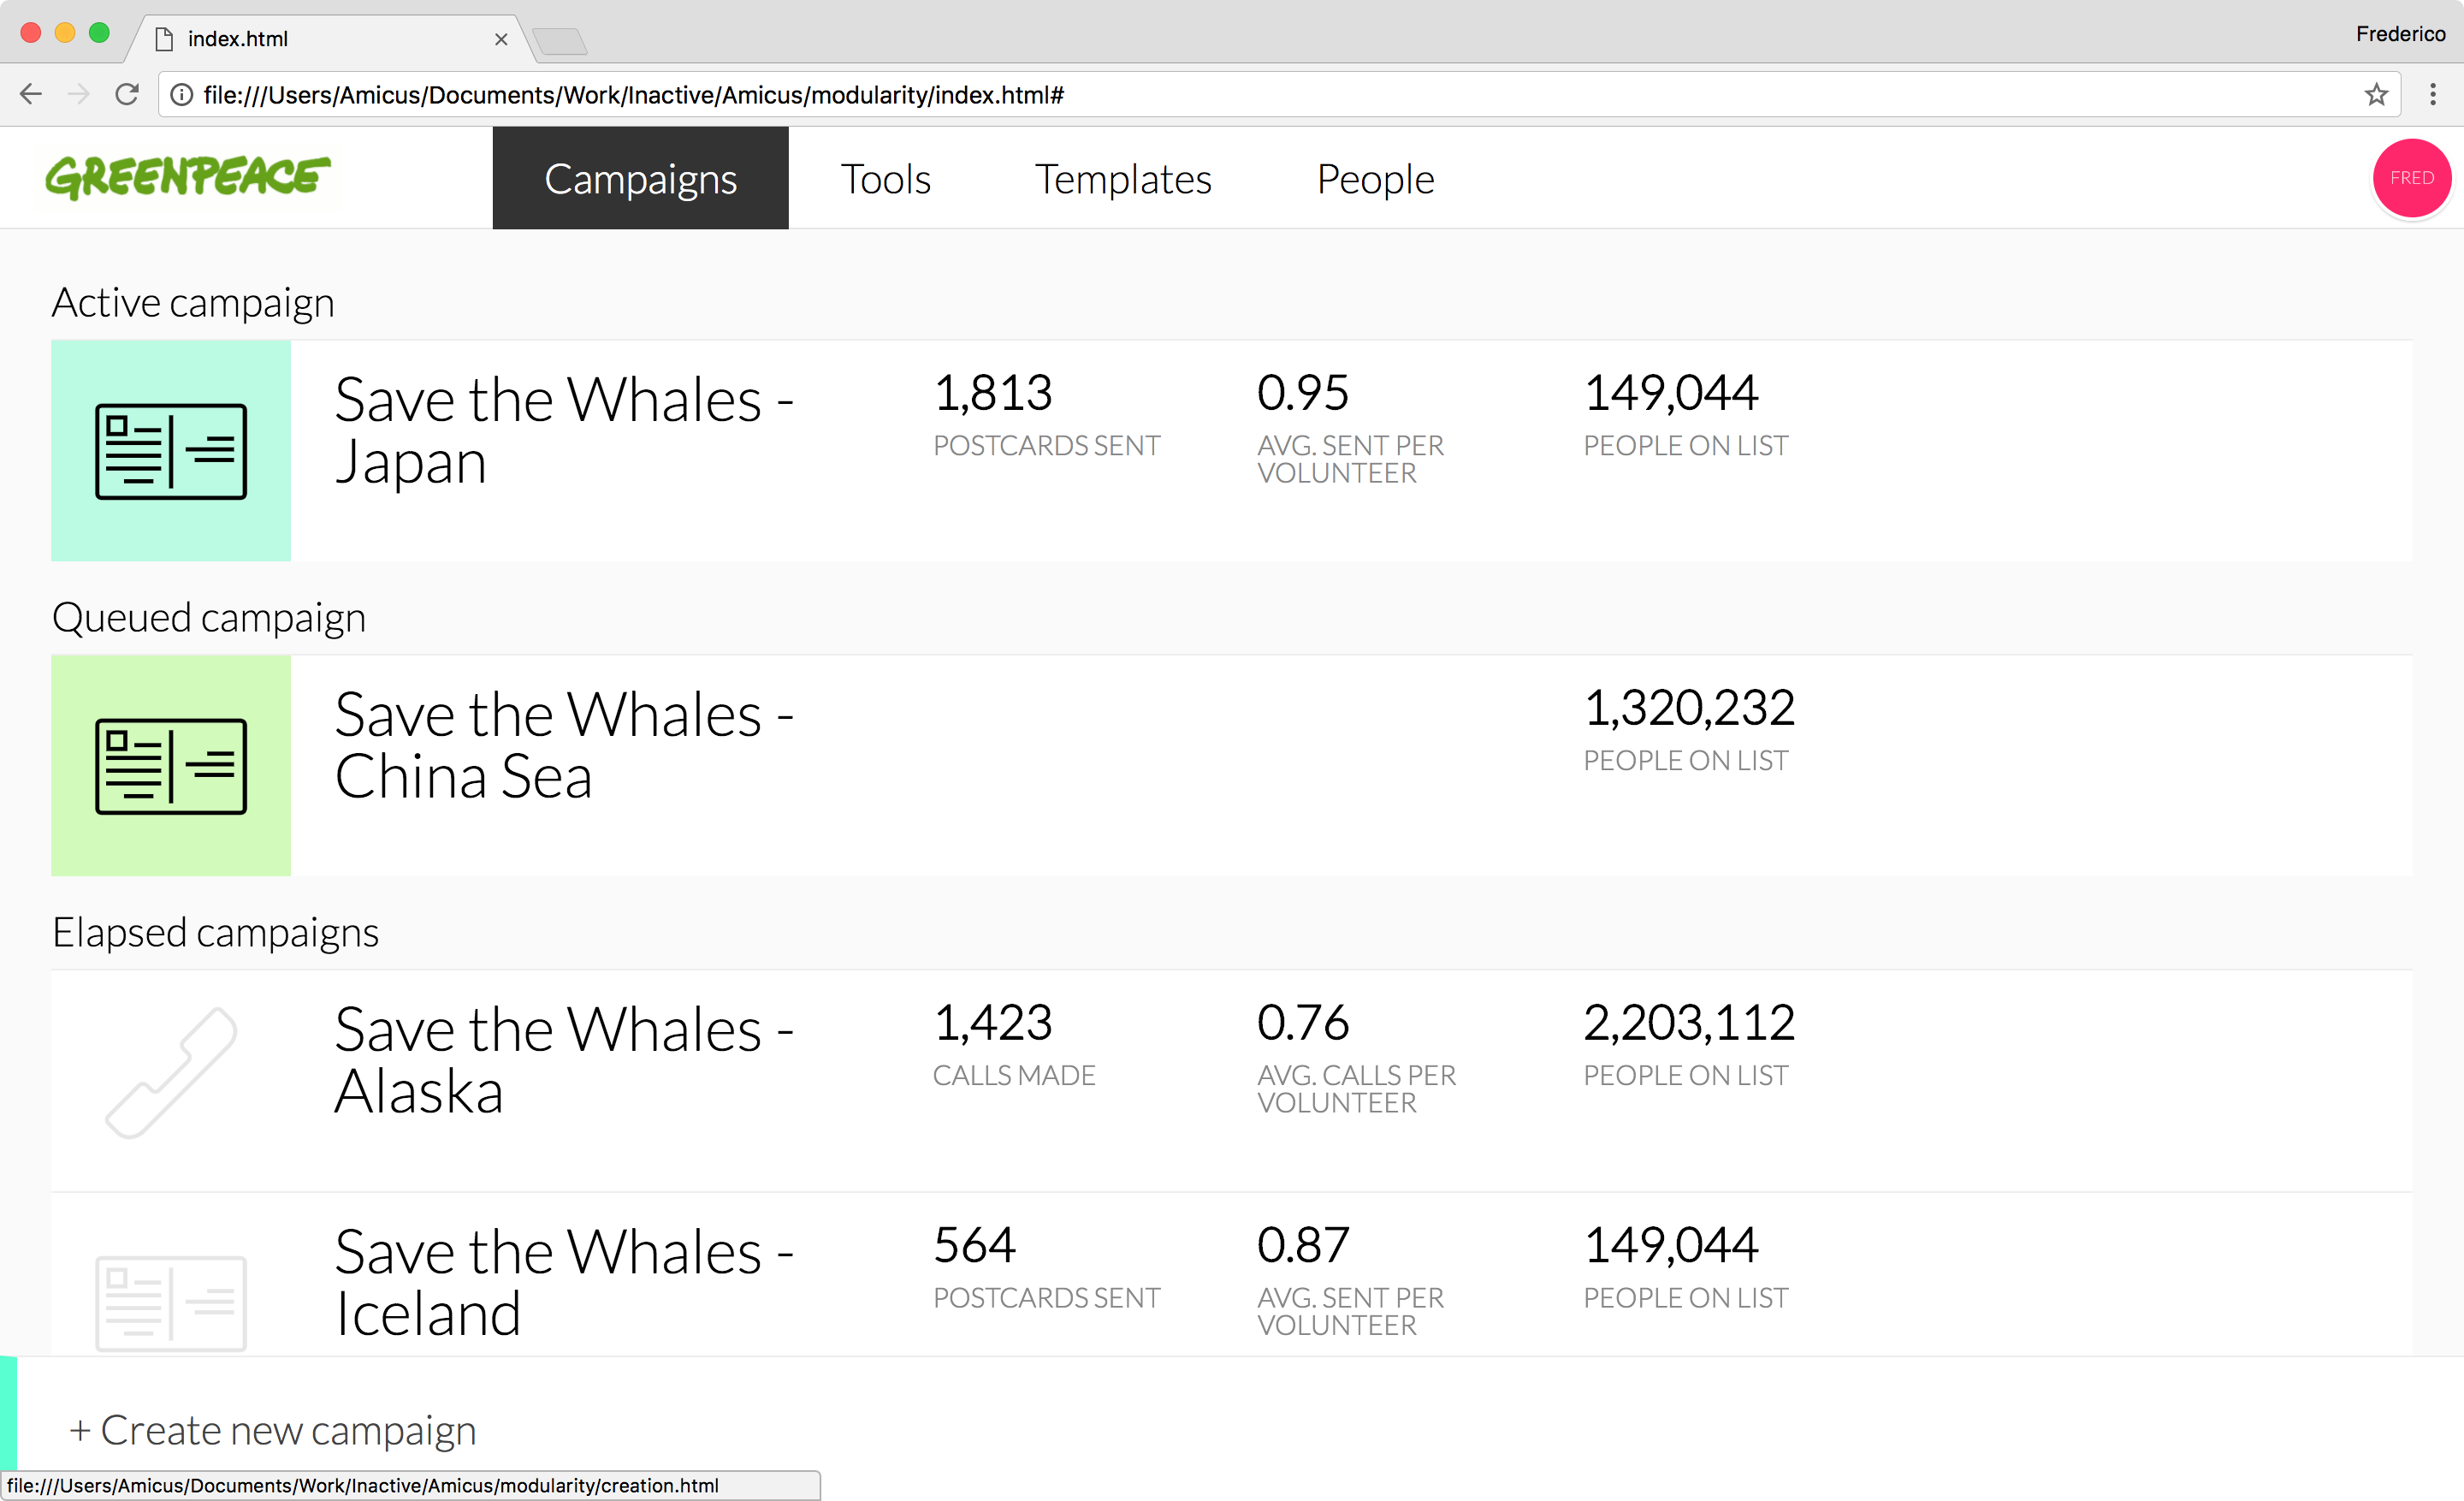 index.html
Frederico
file:///Users/Amicus/Documents/Work/Inactive/Amicus/modularity/index.html#
GREENPEACE
Campaigns
Tools
Templates
People
FRED
Active campaign
Save the Whales -
Japan
1,813
POSTCARDS SENT
0.95
AVG. SENT PER
VOLUNTEER
149,044
PEOPLE ON LIST
Queued campaign
Save the Whales -
China Sea
1,320,232
PEOPLE ON LIST
Elapsed campaigns
Save the Whales -
Alaska
1,423
CALLS MADE
0.76
AVG. CALLS PER
VOLUNTEER
2,203,112
PEOPLE ON LIST
Save the Whales -
Iceland
564
POSTCARDS SENT
0.87
AVG. SENT PER
VOLUNTEER
149,044
PEOPLE ON LIST
+ Create new campaign
file:///Users/Amicus/Documents/Work/Inactive/Amicus/modularity/creation.html